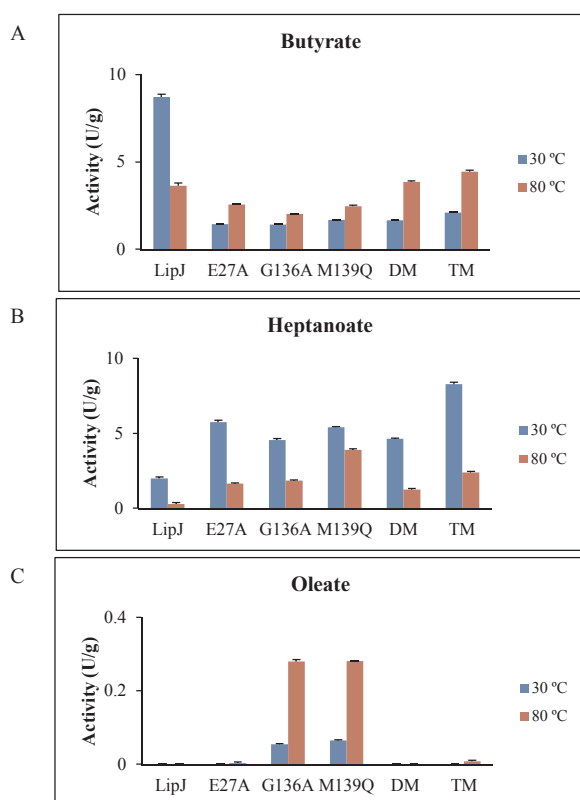 A
Butyrate
10
5
0
Activity (U/g)
30 ºC
80 ºC
LipJ E27A G136A M139Q DM TM
B
Heptanoate
10
5
0
Activity (U/g)
30 ºC
80 ºC
LipJ E27A G136A M139Q DM TM
C
Oleate
0.4
0.2
0
Activity (U/g)
30 ºC
80 ºC
LipJ E27A G136A M139Q DM TM